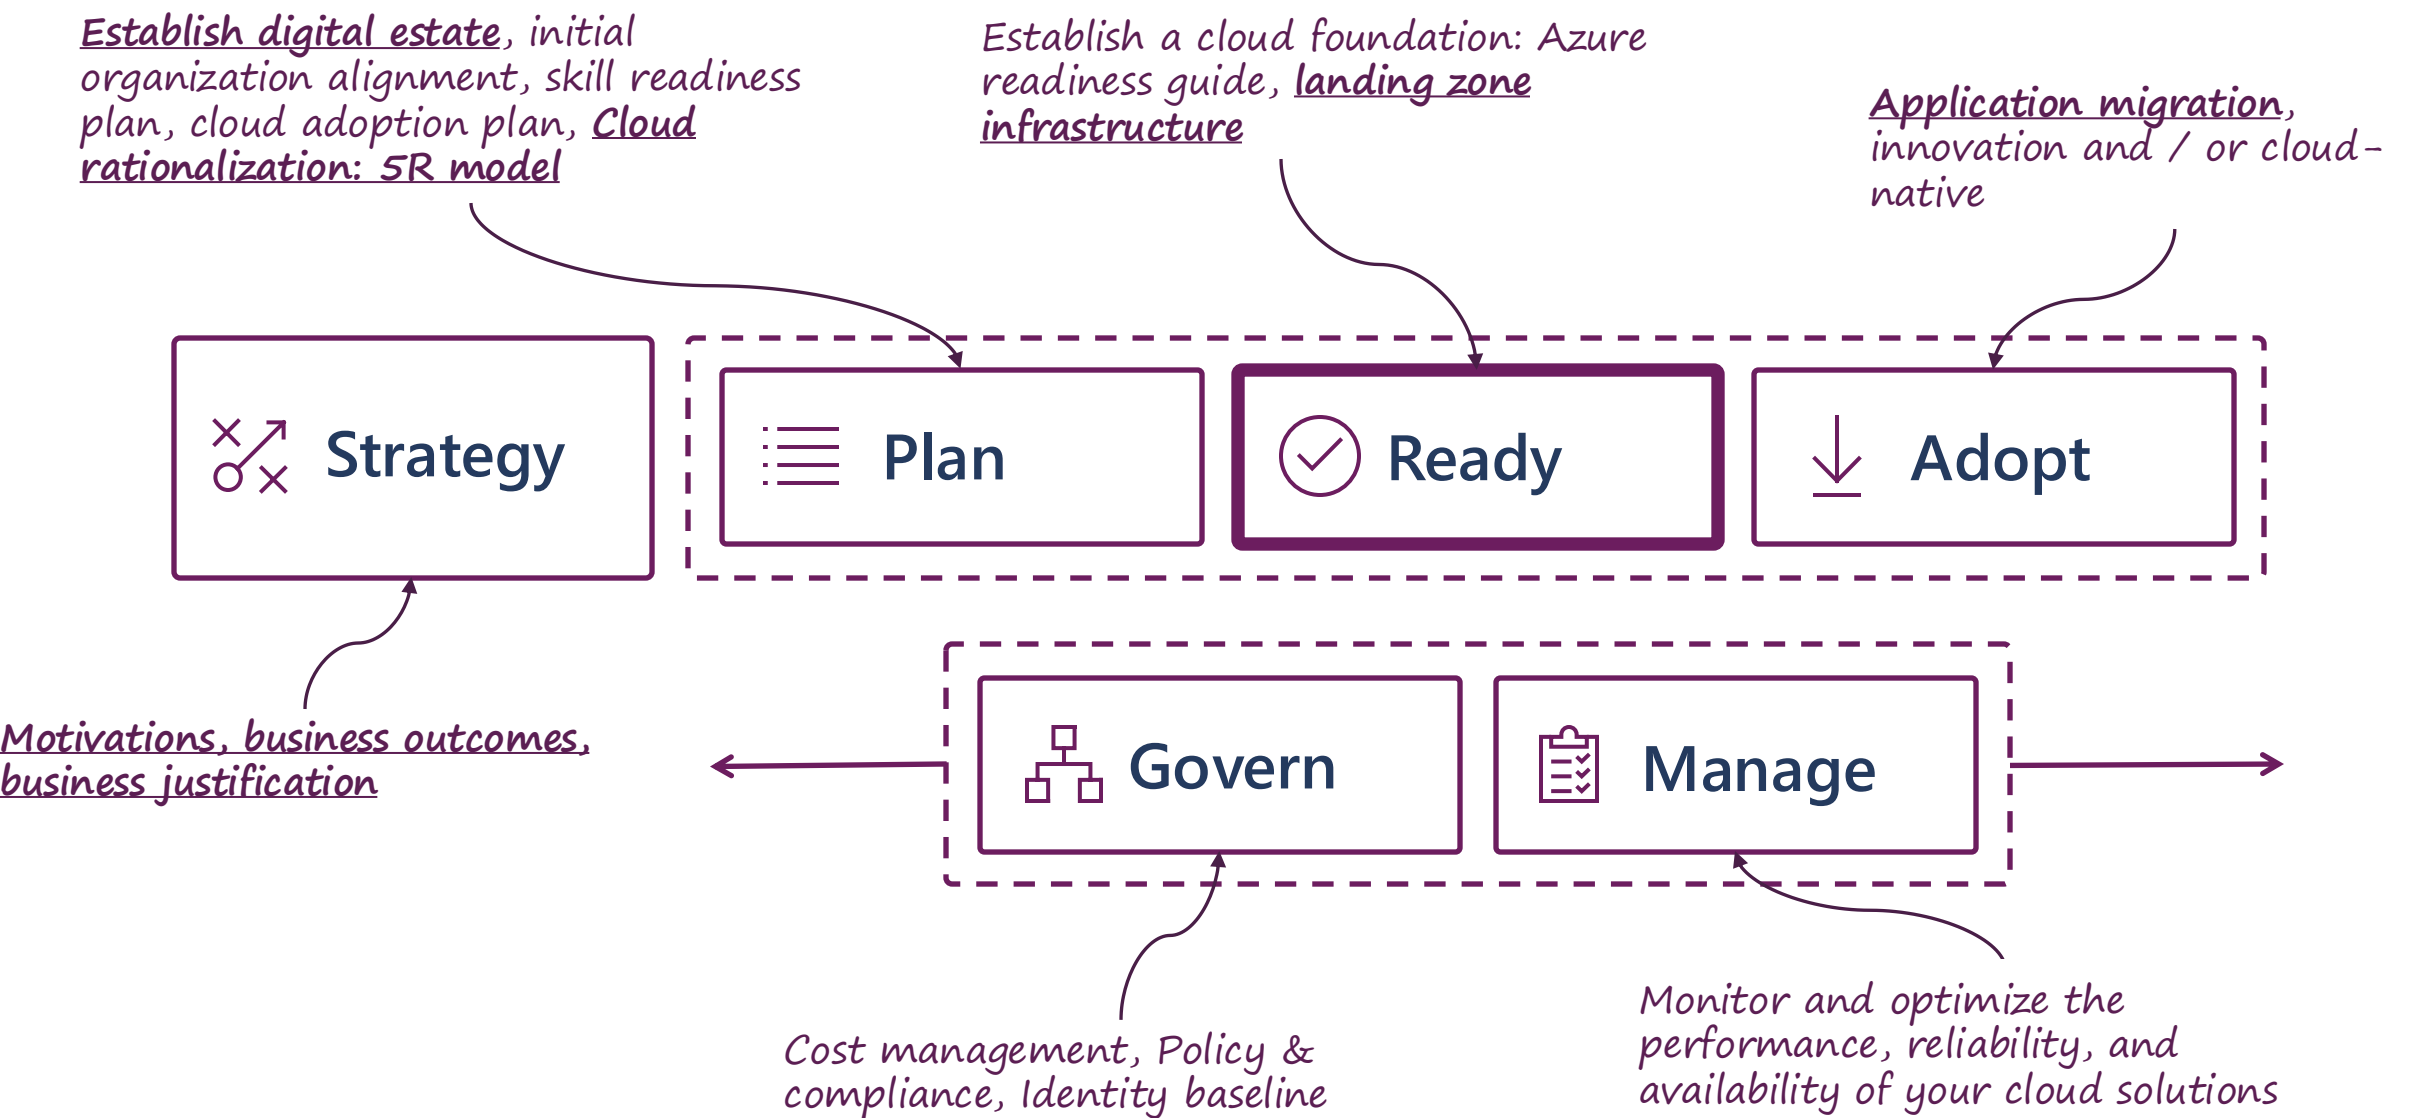 Establish digital estate, initial
organization alignment, skill readiness
plan, cloud adoption plan, Cloud
rationalization: 5R model
Establish a cloud foundation: Azure
readiness guide, landing zone
infrastructure
Application migration,
innovation and / or cloud-
native
Strategy
Plan
Ready
Adopt
Motivations, business outcomes,
business justification
Govern
Manage
Cost management, Policy &
compliance, Identity baseline
Monitor and optimize the
performance, reliability, and
availability of your cloud solutions